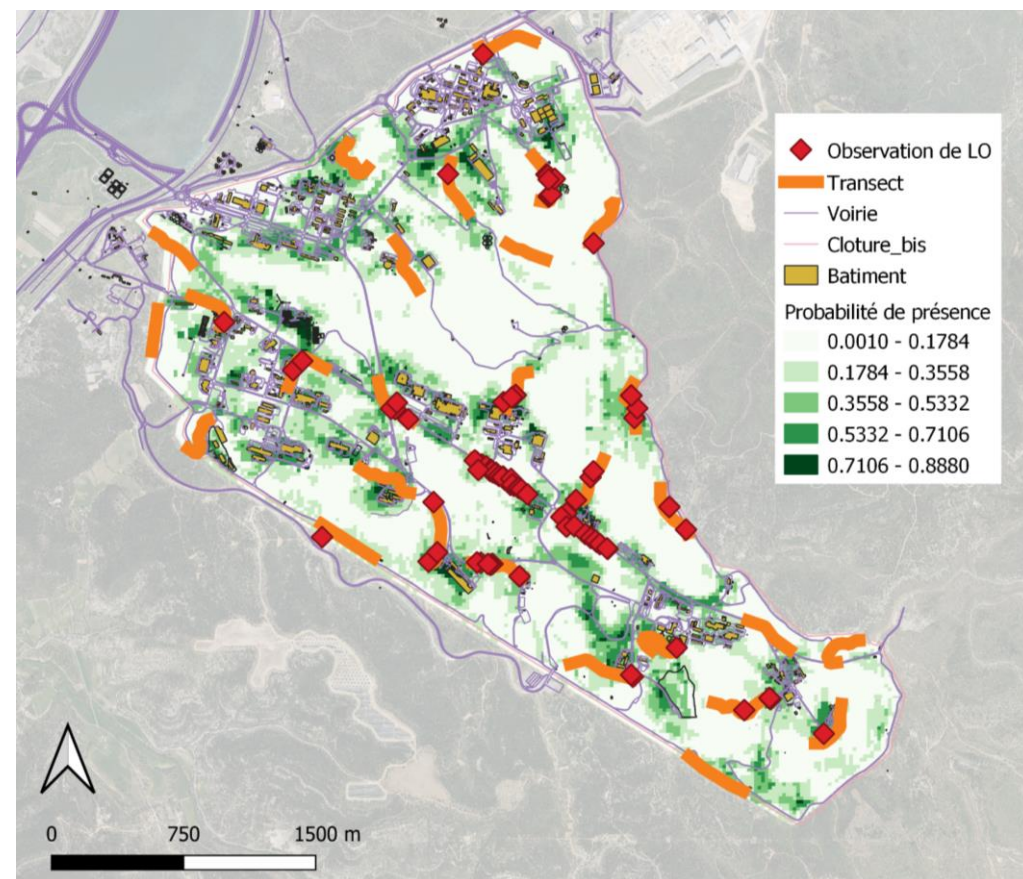 Observation de LO
Transect
Voirie
Cloture_bis
Batiment
Probabilité de présence
0.0010 - 0.1784
0.1784 - 0.3558
0.3558 - 0.5332
0.5332 - 0.7106
0.7106 - 0.8880
0 750 1500 m